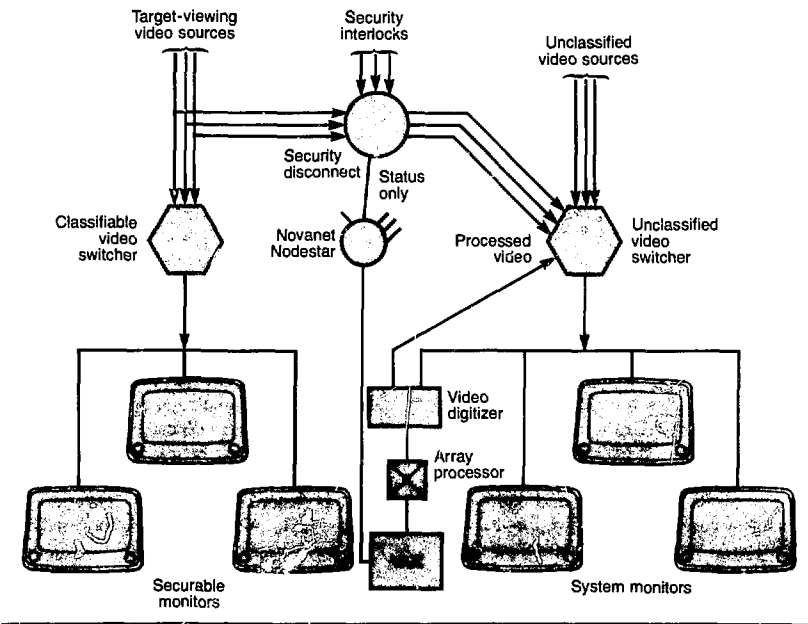 Target-viewing
video sources
Security
interlocks
Unclassified
video sources
Security
disconnect
Status
only
Classifiable
video
switcher
Novanet
Nodestar
Processed
video
Unclassified
video
switcher
Video
digitizer
Array
processor
Securable
monitors
System monitors